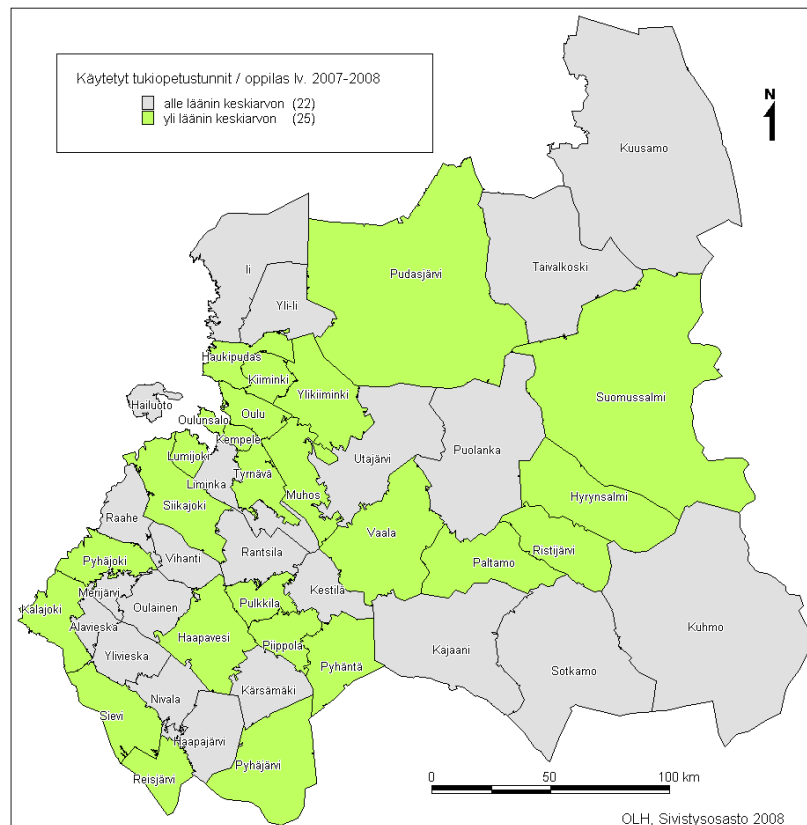 Käytetyt tukiopetustunnit / oppilas lv. 2007-2008
alle läänin keskiarvon (22)
yli läänin keskiarvon (25)
N
Kuusamo
Taivalkoski
Ii
Pudasjärvi
Yli-Ii
Haukipudas
Kiiminki
Ylikiiminki
Suomussalmi
Hailuoto
Oulu
Oulunsalo
Kempele
Puolanka
Lumijoki
Utajärvi
Liminka
Tyrnävä
Muhos
Hyrynsalmi
Siikajoki
Raahe
Vaala
Ristijärvi
Pyhäjoki
Vihanti
Rantsila
Paltamo
Merijärvi
Kestilä
Kalajoki
Oulainen
Pulkkila
Alavieska
Haapavesi
Piippola
Kuhmo
Ylivieska
Pyhäntä
Kajaani
Sotkamo
Nivala
Kärsämäki
Sievi
Haapajärvi
Reisjärvi
Pyhäjärvi
0 50 100 km
OLH, Sivistysosasto 2008